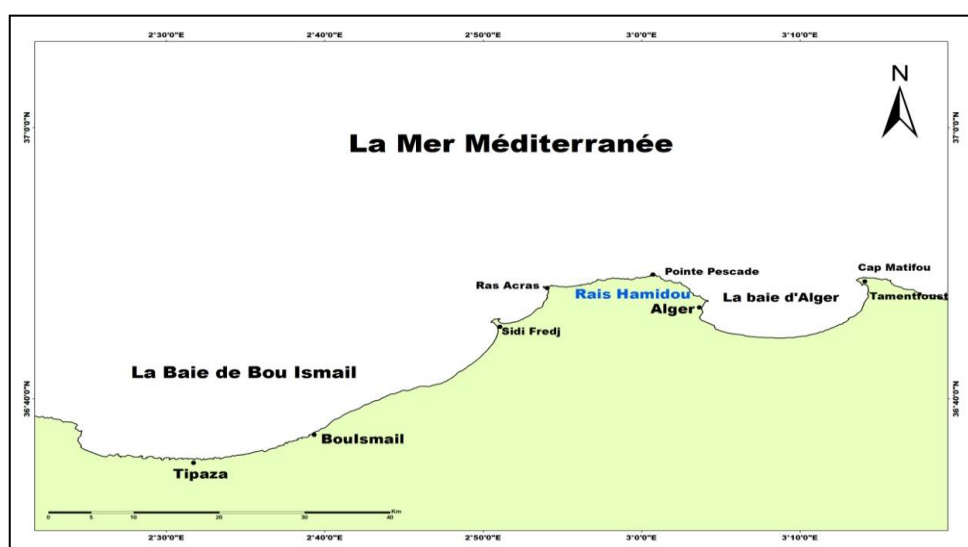 2°30'0"E 2°40'0"E 2°50'0"E 3°0'0"E 3°10'0"E
N
37°0'0"N 37°0'0"N
La Mer Méditerranée
Cap Matifou
Pointe Pescade
Ras Acras
Rais Hamidou
La baie d'Alger
Tamentfoust
Alger
Sidi Fredj
La Baie de Bou Ismail
36°40'0"N 36°40'0"N
BouIsmail
Tipaza
Km
0 5 10 20 30 40
2°30'0"E 2°40'0"E 2°50'0"E 3°0'0"E 3°10'0"E